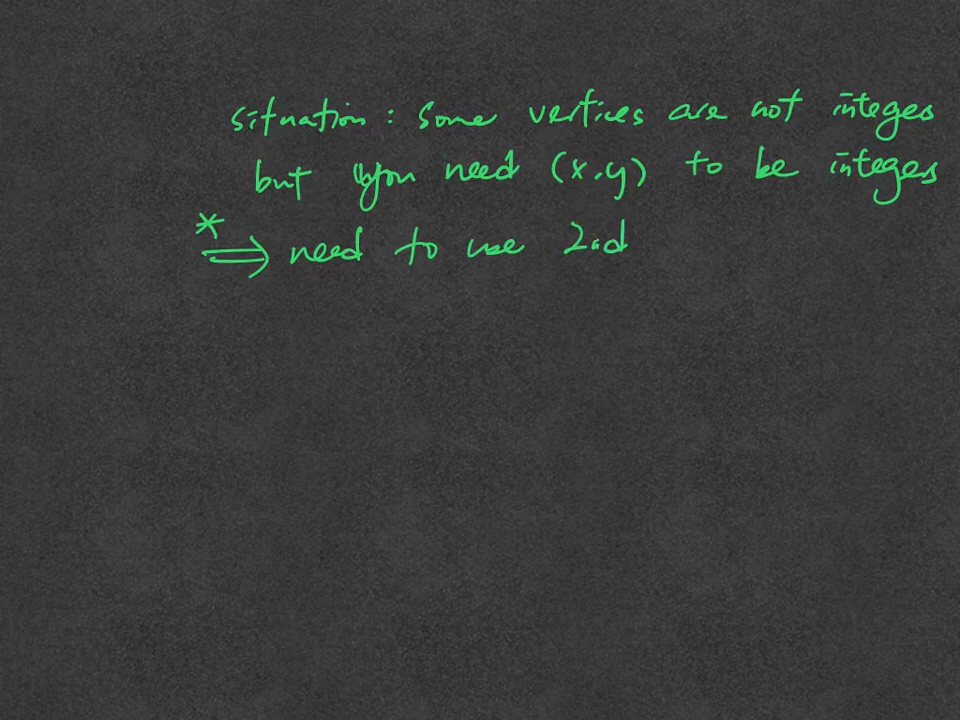 situation : Some vertices are not integers
but you need (x,y) to be integers
* ⇒ need to use 2nd